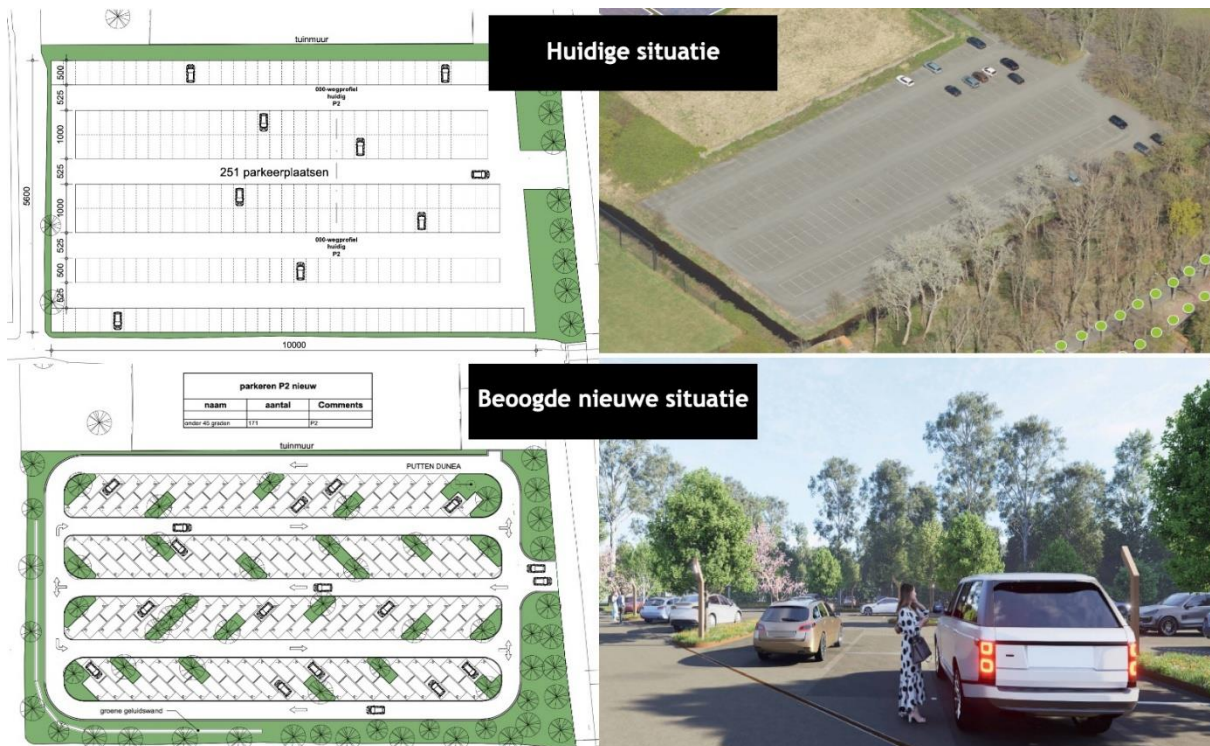 tuinmuur
Huidige situatie
500
525
1000
525
1000
525
500
525
5600
000-wegprofiel
huidig
P2
251 parkeerplaatsen
000-wegprofiel
huidig
P2
10000
parkeren P2 nieuw
naam aantal Comments
onder 45 graden 171 P2
Beoogde nieuwe situatie
tuinmuur
PUTTEN DUNEA
groene geluidswand